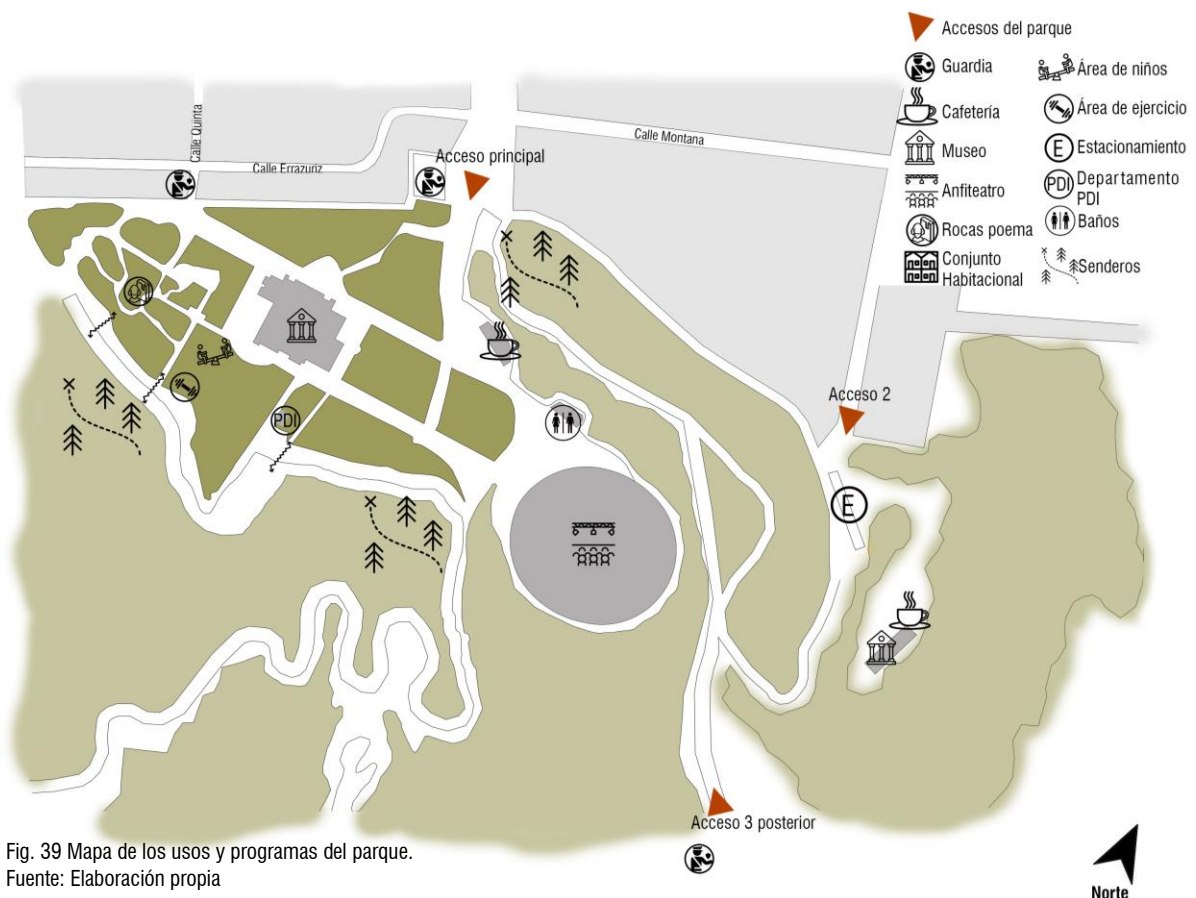 Accesos del parque
Guardia
Cafetería
Museo
Anfiteatro
Rocas poema
Conjunto
Habitacional
Área de niños
Área de ejercicio
E
Estacionamiento
PDI
Departamento
PDI
Baños
Senderos
Calle Quinta
Calle Errazuriz
Acceso principal
Calle Montana
PDI
Acceso 2
E
Acceso 3 posterior
Fig. 39 Mapa de los usos y programas del parque.
Fuente: Elaboración propia
Norte